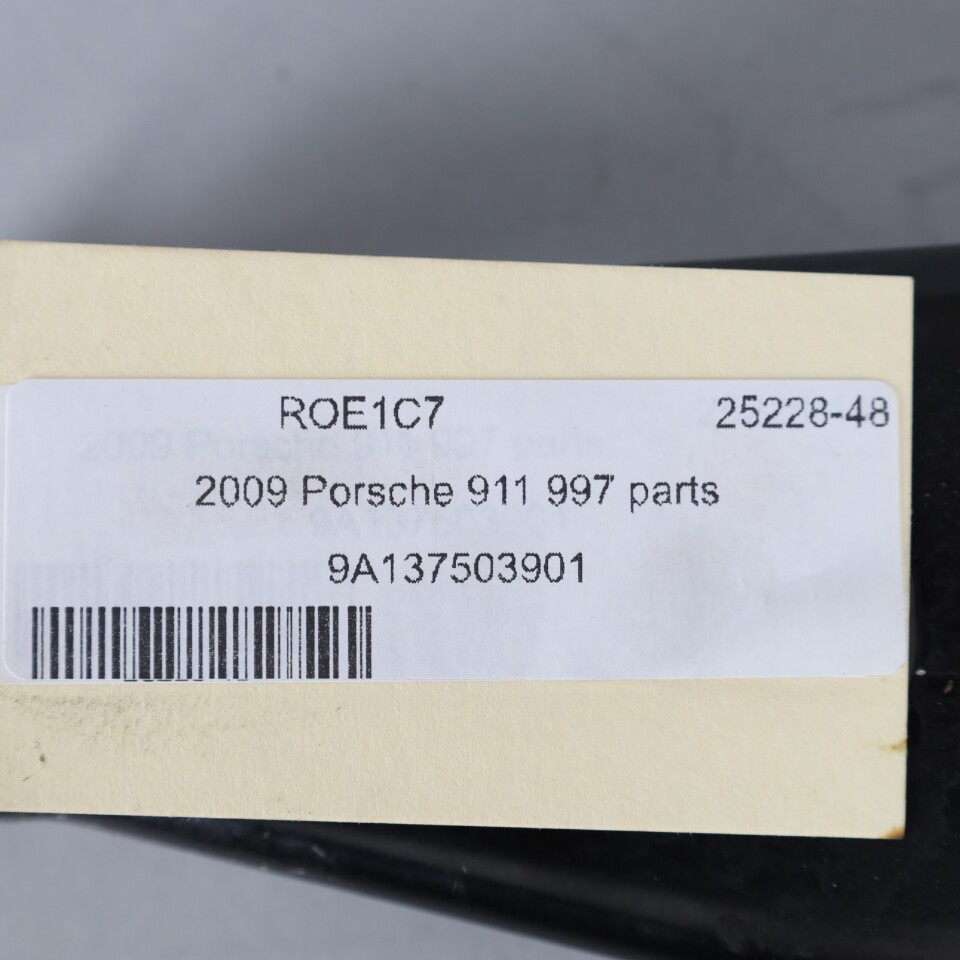 ROE1C7 25228-48
2009 Porsche 911 997 parts
9A137503901